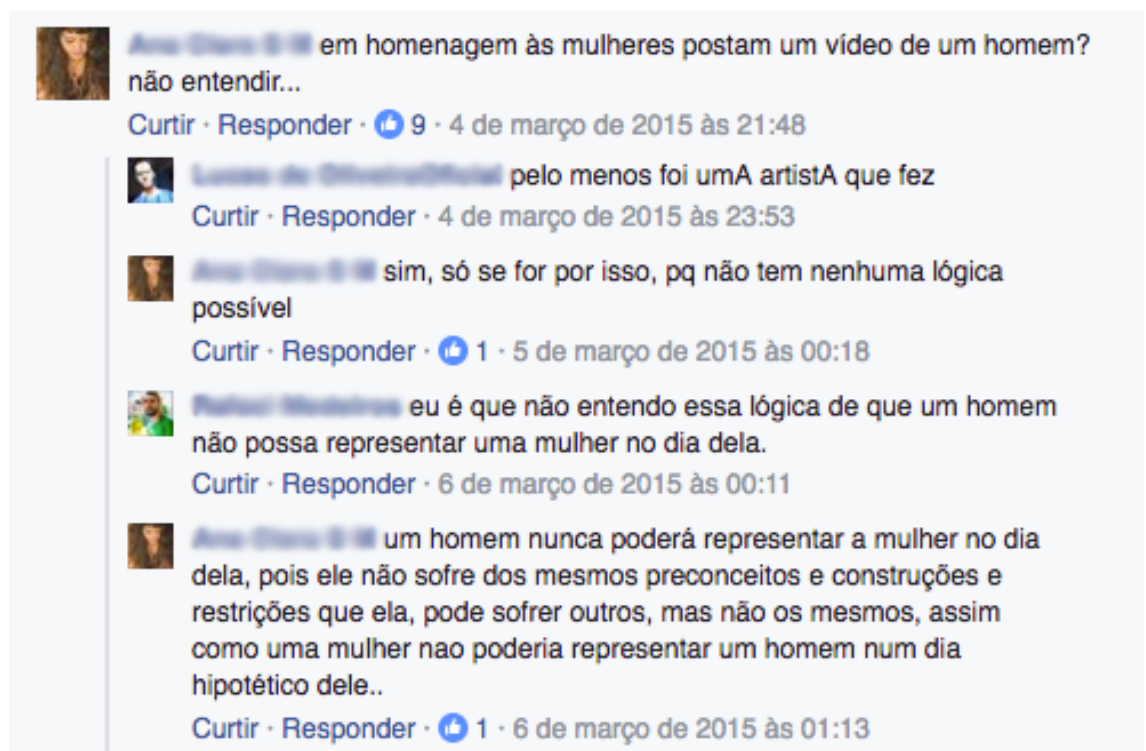 em homenagem às mulheres postam um vídeo de um homem?
não entendir...
Curtir · Responder · 9 · 4 de março de 2015 às 21:48
pelo menos foi umA artistA que fez
Curtir · Responder · 4 de março de 2015 às 23:53
sim, só se for por isso, pq não tem nenhuma lógica
possível
Curtir · Responder · 1 · 5 de março de 2015 às 00:18
eu é que não entendo essa lógica de que um homem
não possa representar uma mulher no dia dela.
Curtir · Responder · 6 de março de 2015 às 00:11
um homem nunca poderá representar a mulher no dia
dela, pois ele não sofre dos mesmos preconceitos e construções e
restrições que ela, pode sofrer outros, mas não os mesmos, assim
como uma mulher nao poderia representar um homem num dia
hipotético dele..
Curtir · Responder · 1 · 6 de março de 2015 às 01:13